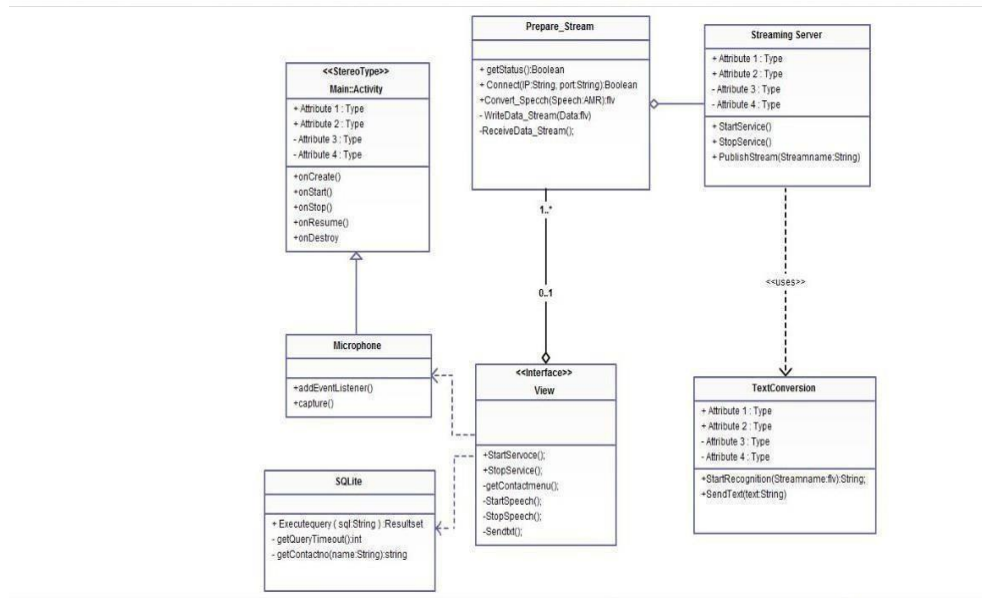 Prepare_Stream
+ getStatus():Boolean
+ Connect(IP:String, port:String):Boolean
+Convert_Specch(Speech:AMR):flv
- WriteData_Stream(Data:flv)
-ReceiveData_Stream();
Streaming Server
+ Attribute 1 : Type
+ Attribute 2 : Type
- Attribute 3 : Type
- Attribute 4 : Type
+ StartService()
+ StopService()
+ PublishStream(Streamname:String)
<<StereoType>>
Main::Activity
+ Attribute 1 : Type
+ Attribute 2 : Type
- Attribute 3 : Type
- Attribute 4 : Type
+onCreate()
+onStart()
+onStop()
+onResume()
+onDestroy
1..*
0..1
<<uses>>
Microphone
+addEventListener()
+capture()
<<Interface>>
View
+StartServoce();
+StopService();
-getContactmenu();
-StartSpeech();
-StopSpeech();
-Sendtxt();
TextConversion
+ Attribute 1 : Type
+ Attribute 2 : Type
- Attribute 3 : Type
- Attribute 4 : Type
+StartRecognition(Streamname:flv):String;
+SendText(text:String)
SQLite
+ Executequery ( sql:String ) :Resultset
- getQueryTimeout():int
- getContactno(name:String):string